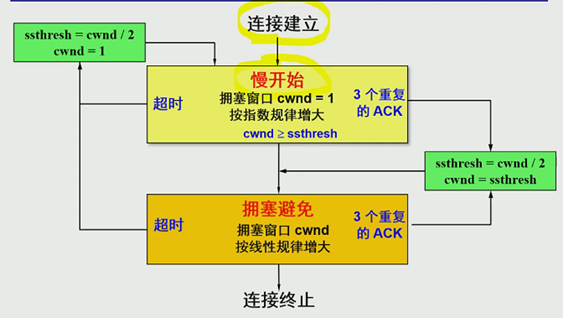 连接建立
ssthresh = cwnd / 2
cwnd = 1
慢开始
拥塞窗口 cwnd = 1
按指数规律增大
cwnd ≥ ssthresh
超时
3 个重复
的 ACK
ssthresh = cwnd / 2
cwnd = ssthresh
拥塞避免
拥塞窗口 cwnd
按线性规律增大
超时
3 个重复
的 ACK
连接终止